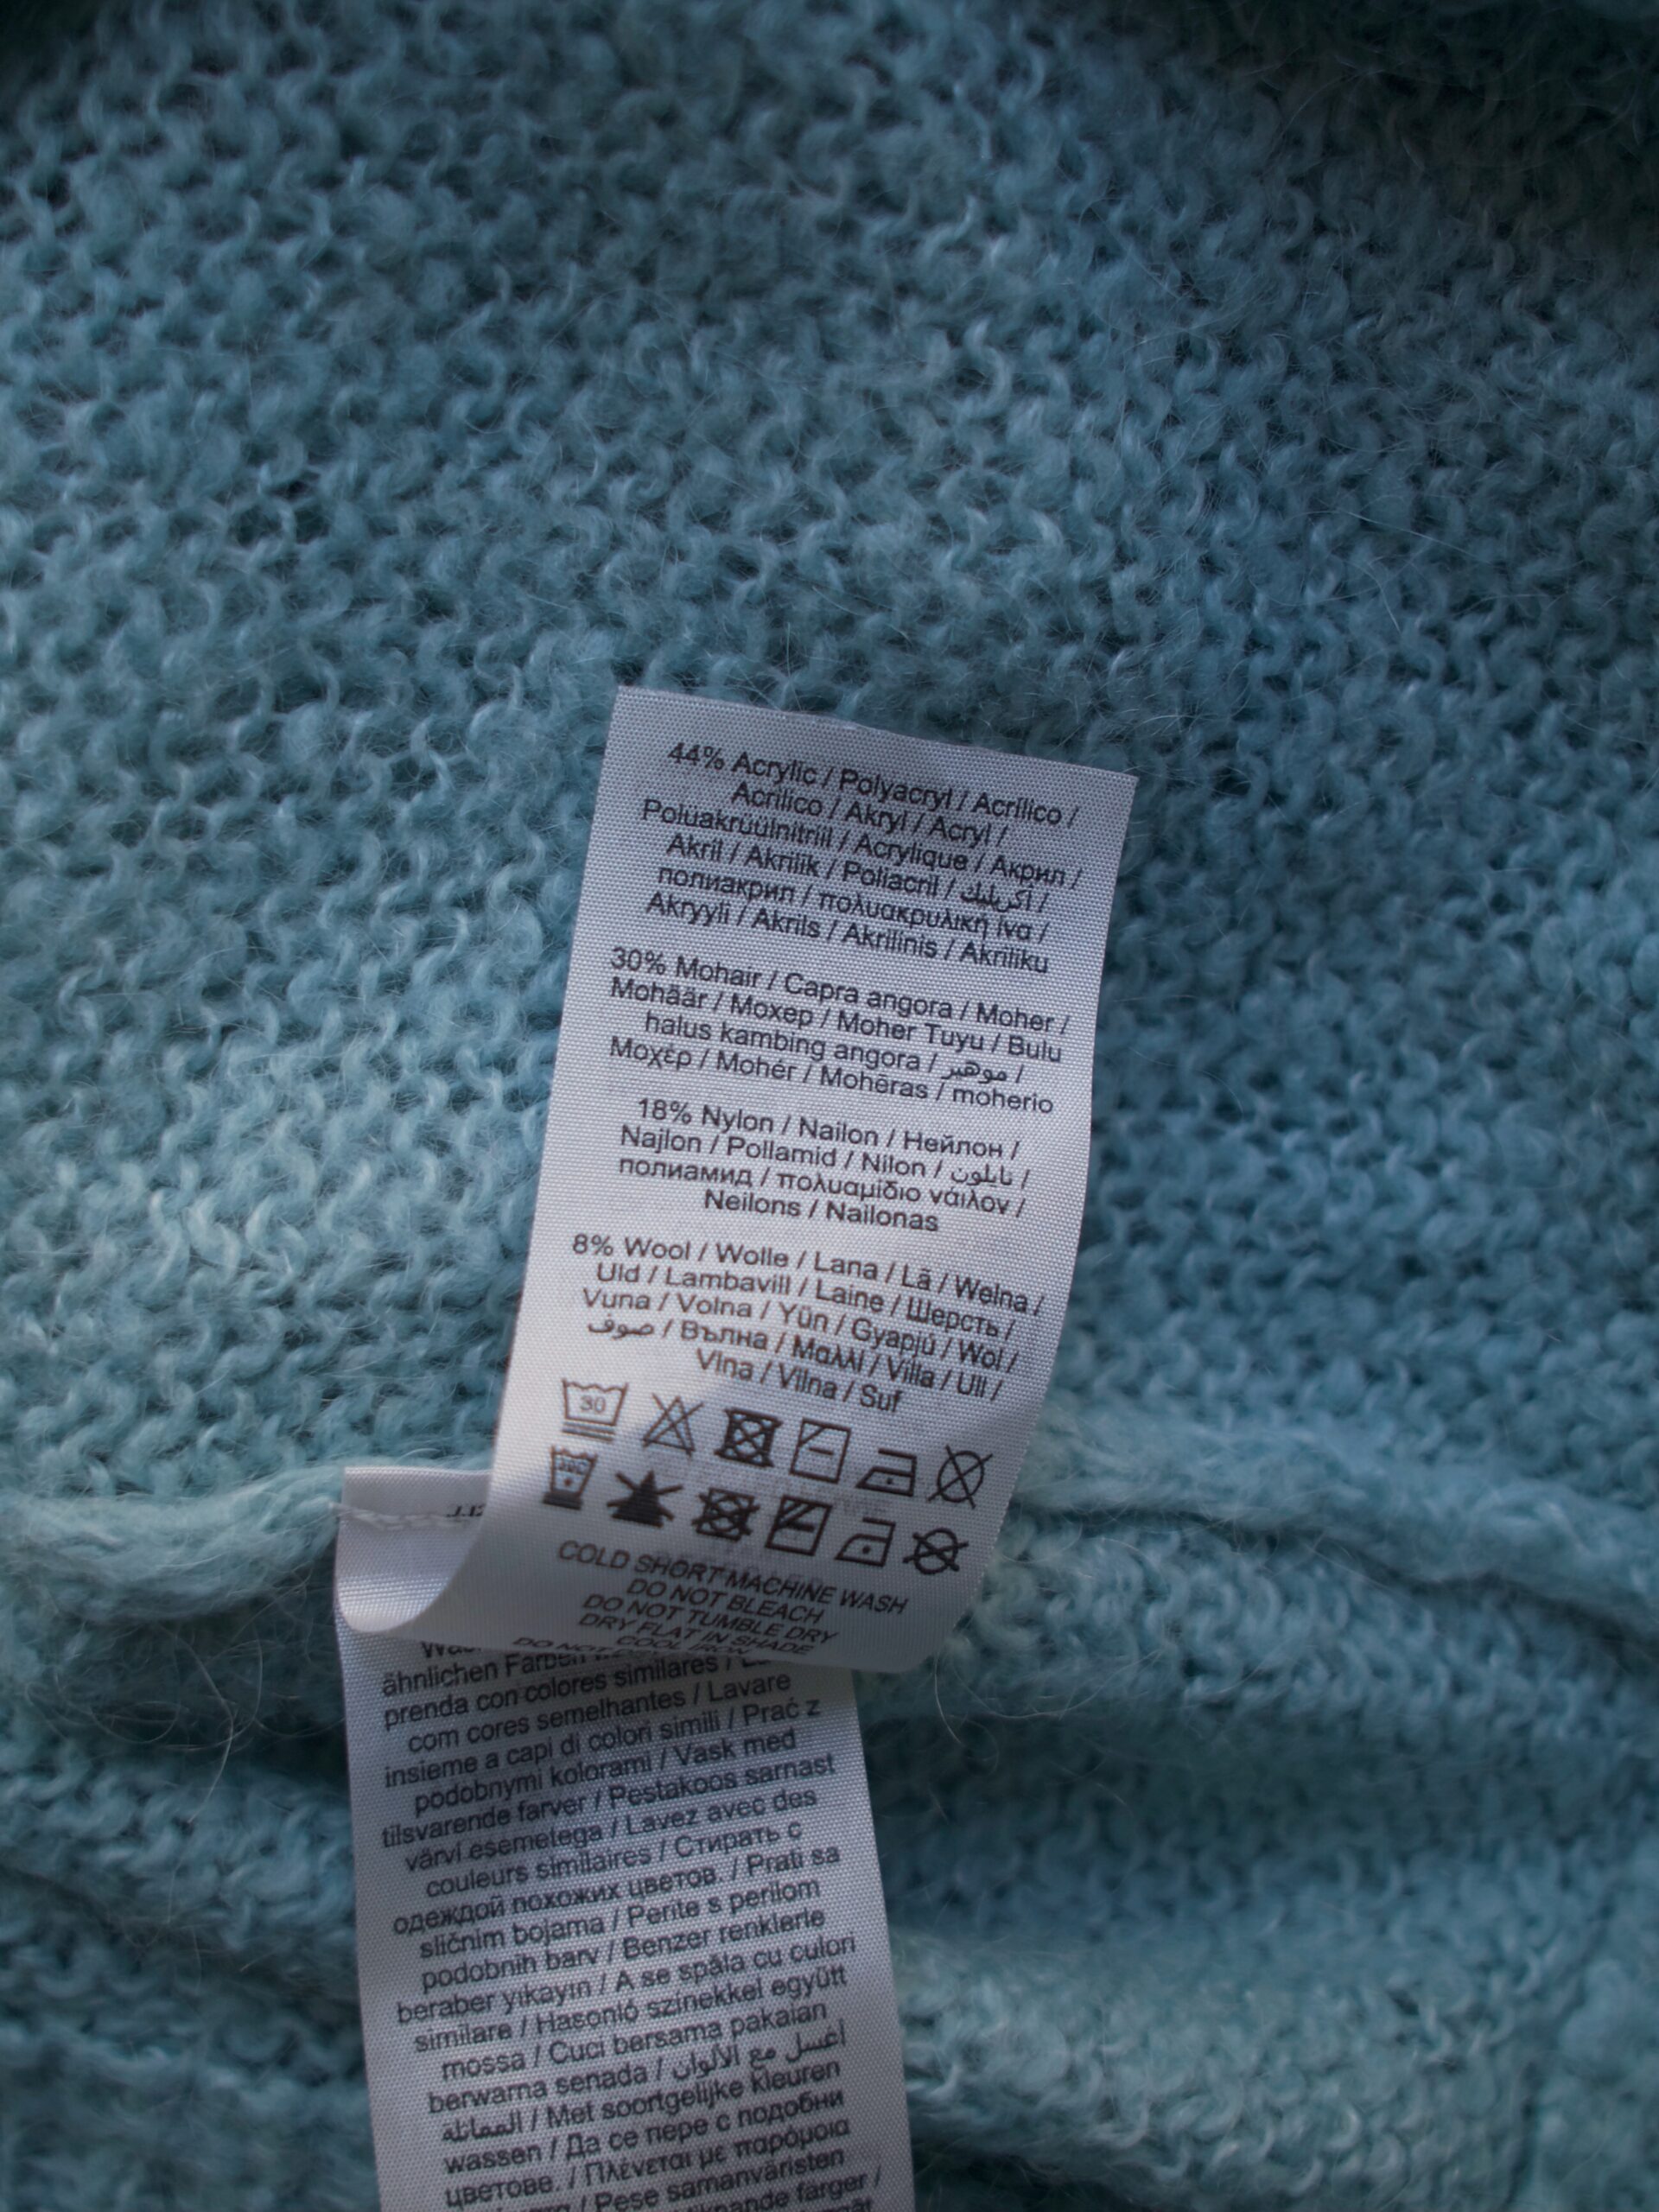 44% Acrylic / Polyacryl / Acrílico /
Acrilico / Akryl / Acryl /
Polüakrüülnitriil / Acrylique / Акрил /
Akril / Akrilik / Poliacril / اكريليك /
полиакрил / πολυακρυλική ίνα /
Akryyli / Akrils / Akrilinis / Akriliku
30% Mohair / Capra angora / Moher /
Mohäär / Мохер / Moher Tuyu / Bulu
halus kambing angora / موهير /
Μοχέρ / Mohér / Mohēras / moherio
18% Nylon / Nailon / Нейлон /
Najlon / Poliamid / Nilon / نايلون /
полиамид / πολυαμίδιο νάιλον /
Neilons / Nailonas
8% Wool / Wolle / Lana / Lã / Wełna /
Uld / Lambavill / Laine / Шерсть /
Vuna / Volna / Yün / Gyapjú / Wol /
صوف / Вълна / Μαλλί / Villa / Ull /
Vlna / Vilna / Suf
30
COLD SHORT MACHINE WASH
DO NOT BLEACH
DO NOT TUMBLE DRY
DRY FLAT IN SHADE
COOL IRON
DO NOT
ähnlichen Farben
prenda con colores similares /
com cores semelhantes / Lavare
insieme a capi di colori simili / Prać z
podobnymi kolorami / Vask med
tilsvarende farver / Pestakoos sarnast
värvi esemetega / Lavez avec des
couleurs similaires / Стирать с
одеждой похожих цветов. / Prati sa
sličnim bojama / Perite s perilom
podobnih barv / Benzer renklerle
beraber yıkayın / A se spăla cu culori
similare / Hasonló színekkel együtt
mossa / Cuci bersama pakaian
berwarna senada / اغسل مع الألوان
المماثلة / Met soortgelijke kleuren
wassen / Да се пере с подобни
цветове. / Πλένεται με παρόμοια
/ Pese samanväristen
färger /